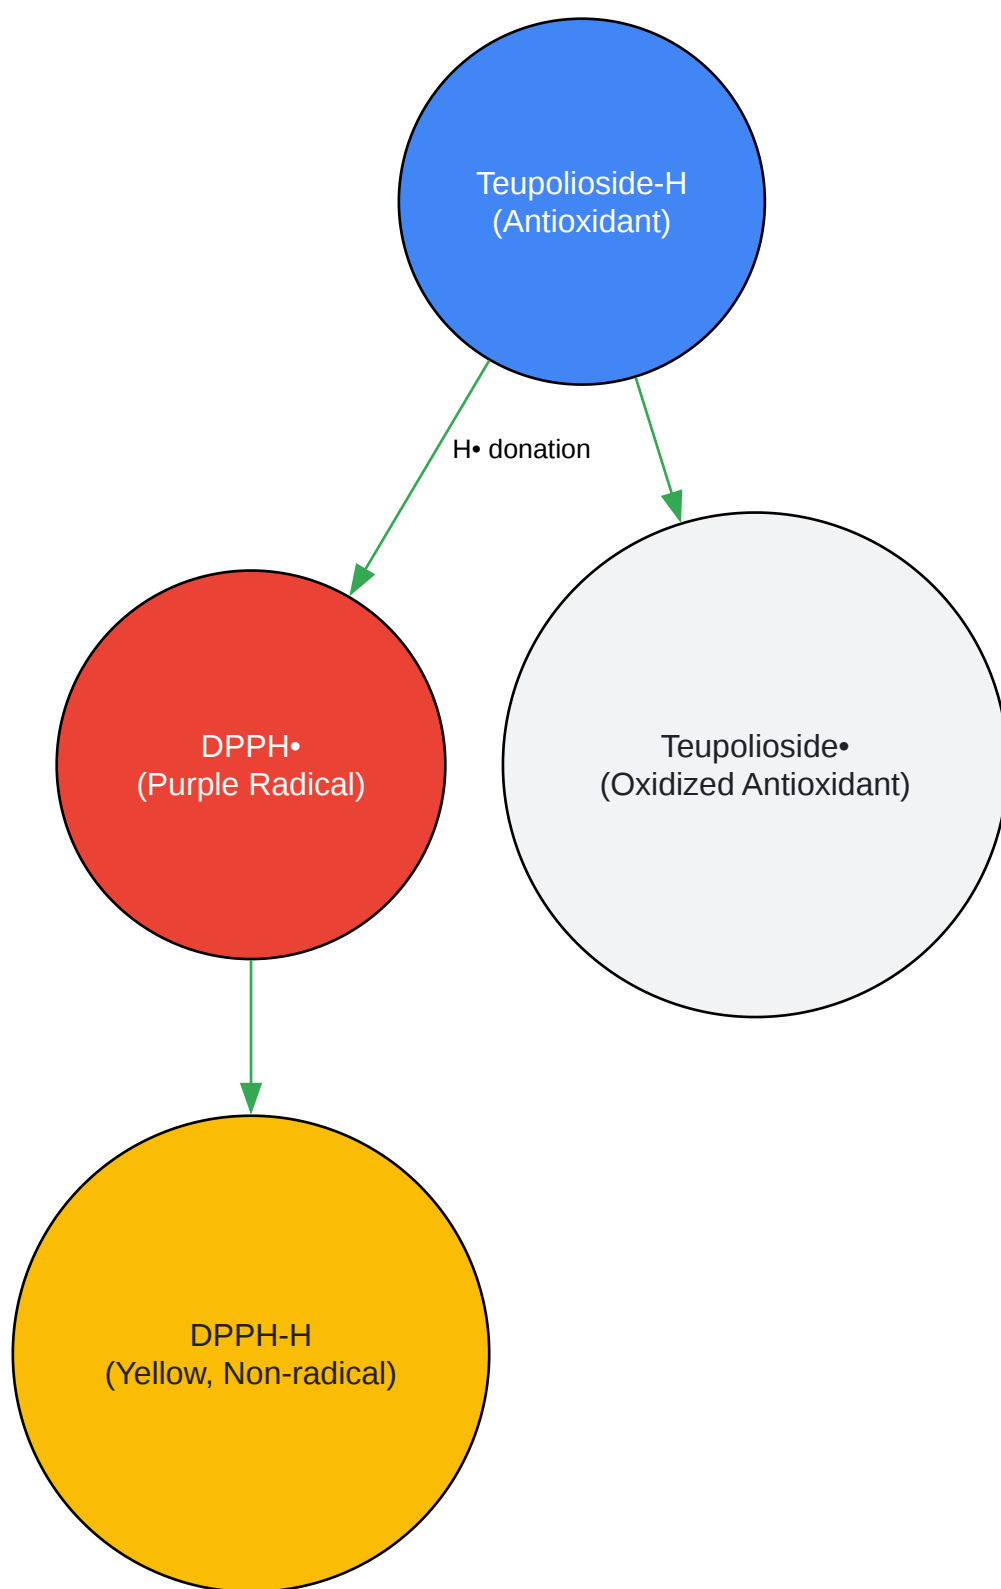 Teupolioside-H
(Antioxidant)
H• donation
DPPH•
(Purple Radical)
Teupolioside•
(Oxidized Antioxidant)
DPPH-H
(Yellow, Non-radical)